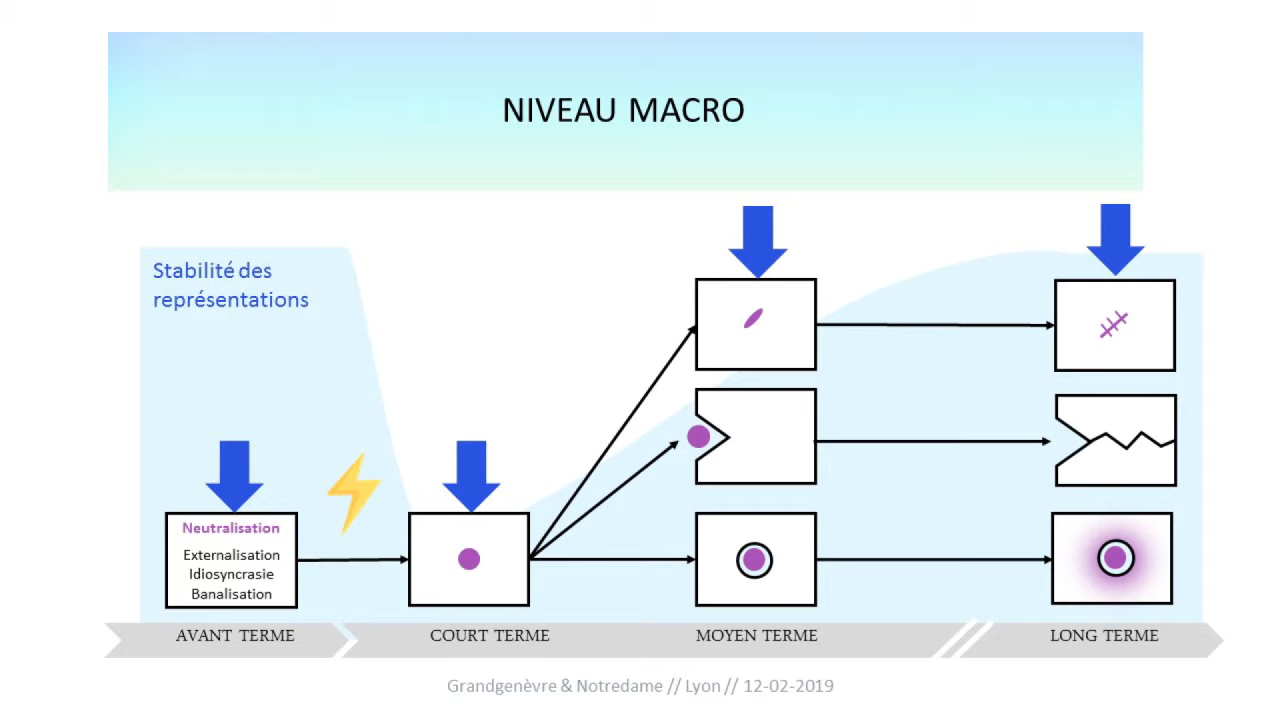 NIVEAU MACRO
Stabilité des
représentations
Neutralisation
Externalisation
Idiosyncrasie
Banalisation
AVANT TERME
COURT TERME
MOYEN TERME
LONG TERME
Grandgenèvre & Notredame // Lyon // 12-02-2019